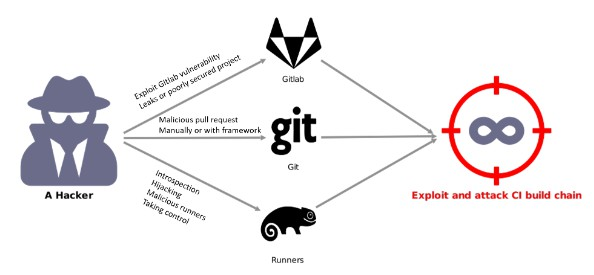 Exploit Gitlab vulnerability
Leaks or poorly secured project
Gitlab
Malicious pull request
Manually or with framework
git
Git
A Hacker
Introspection
Hijacking
Malicious runners
Taking control
Exploit and attack CI build chain
Runners